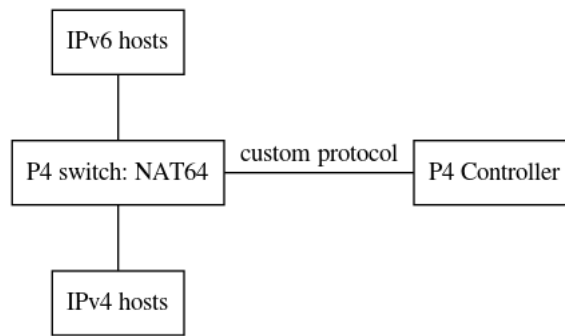 IPv6 hosts
P4 switch: NAT64
custom protocol
P4 Controller
IPv4 hosts